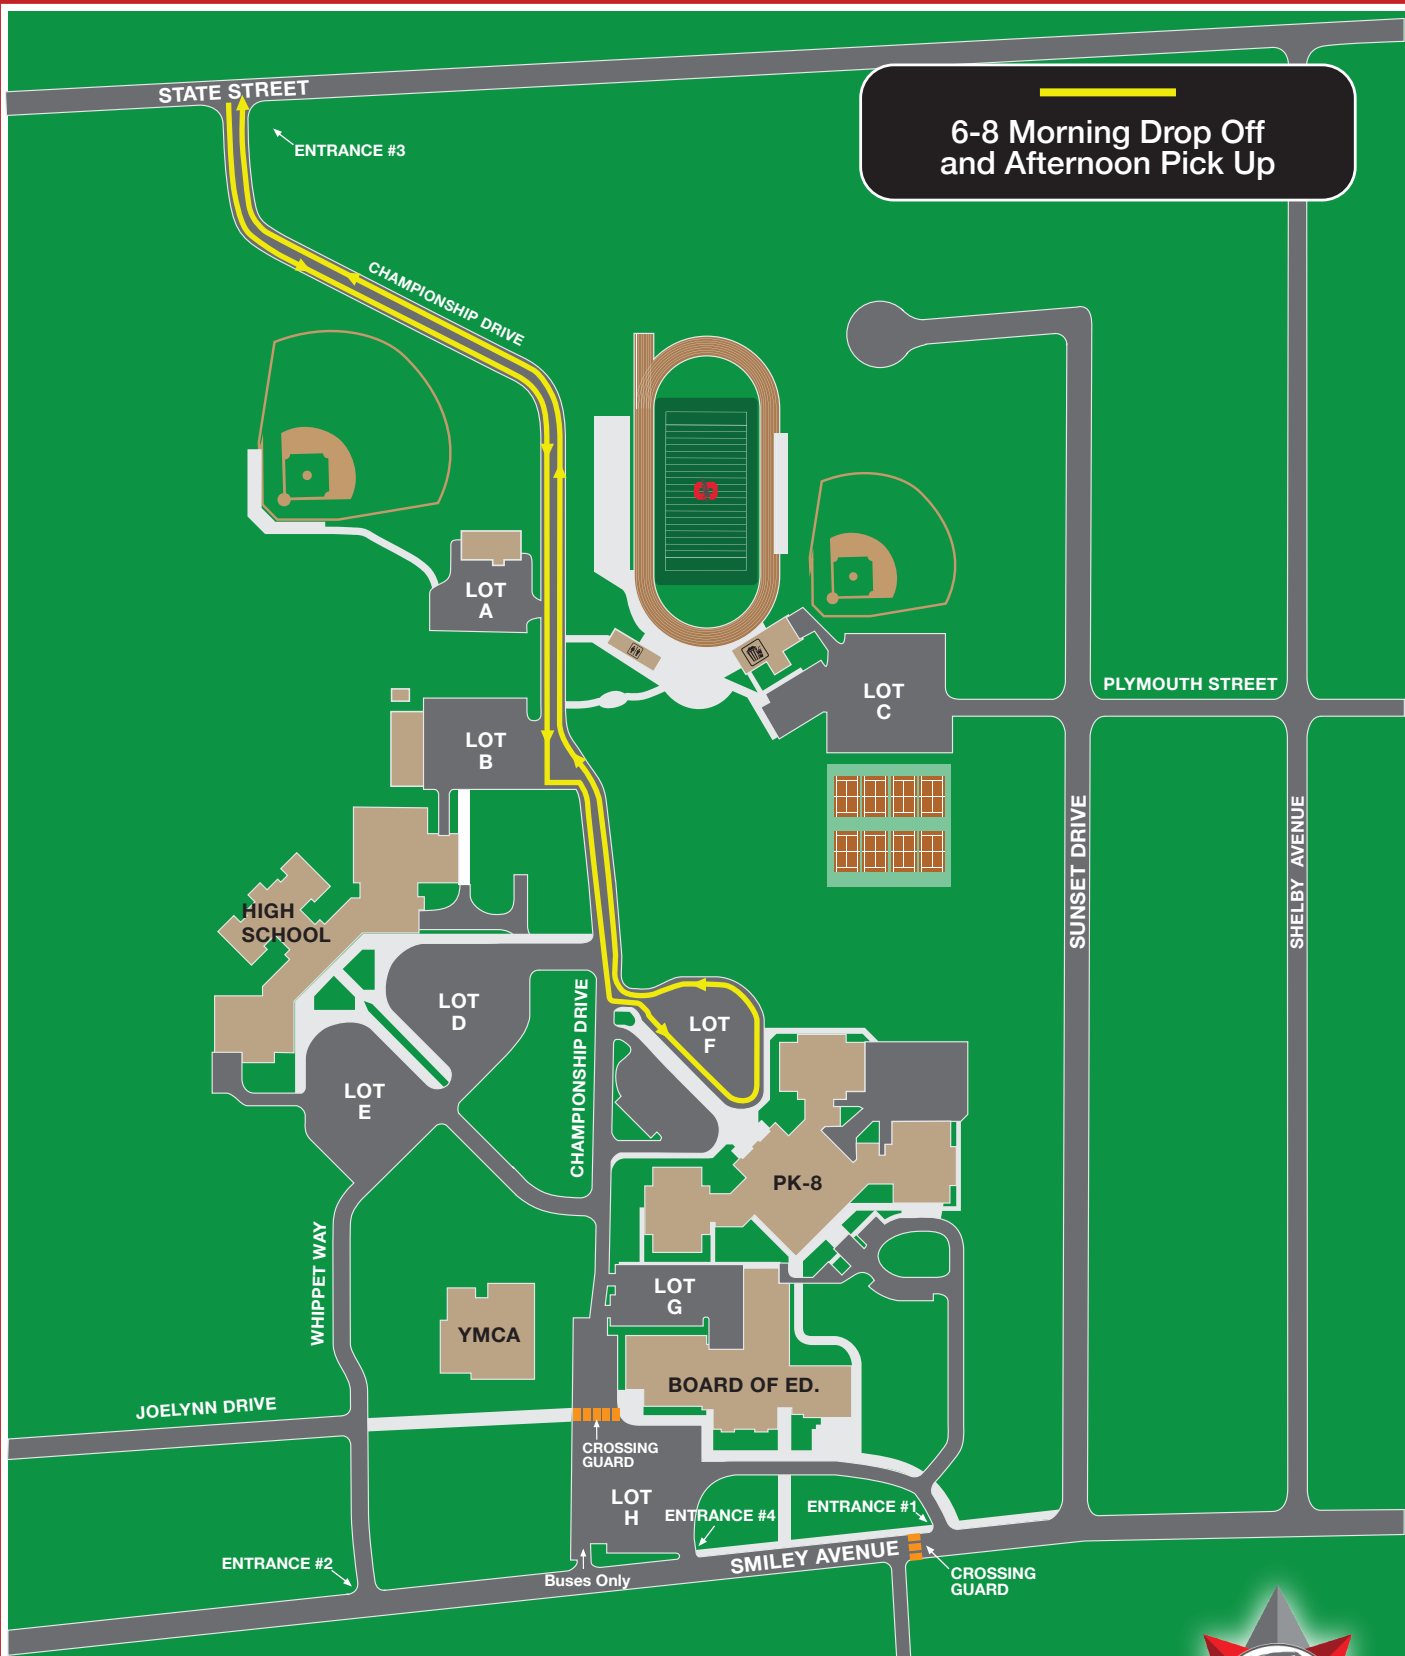 STATE STREET
6-8 Morning Drop Off
and Afternoon Pick Up
ENTRANCE #3
CHAMPIONSHIP DRIVE
LOT
A
LOT
B
LOT
C
PLYMOUTH STREET
SUNSET DRIVE
SHELBY AVENUE
HIGH
SCHOOL
LOT
D
CHAMPIONSHIP DRIVE
LOT
F
LOT
E
PK-8
WHIPPET WAY
LOT
G
YMCA
BOARD OF ED.
JOELYNN DRIVE
CROSSING
GUARD
LOT
H
ENTRANCE #4
ENTRANCE #1
SMILEY AVENUE
ENTRANCE #2
Buses Only
CROSSING
GUARD